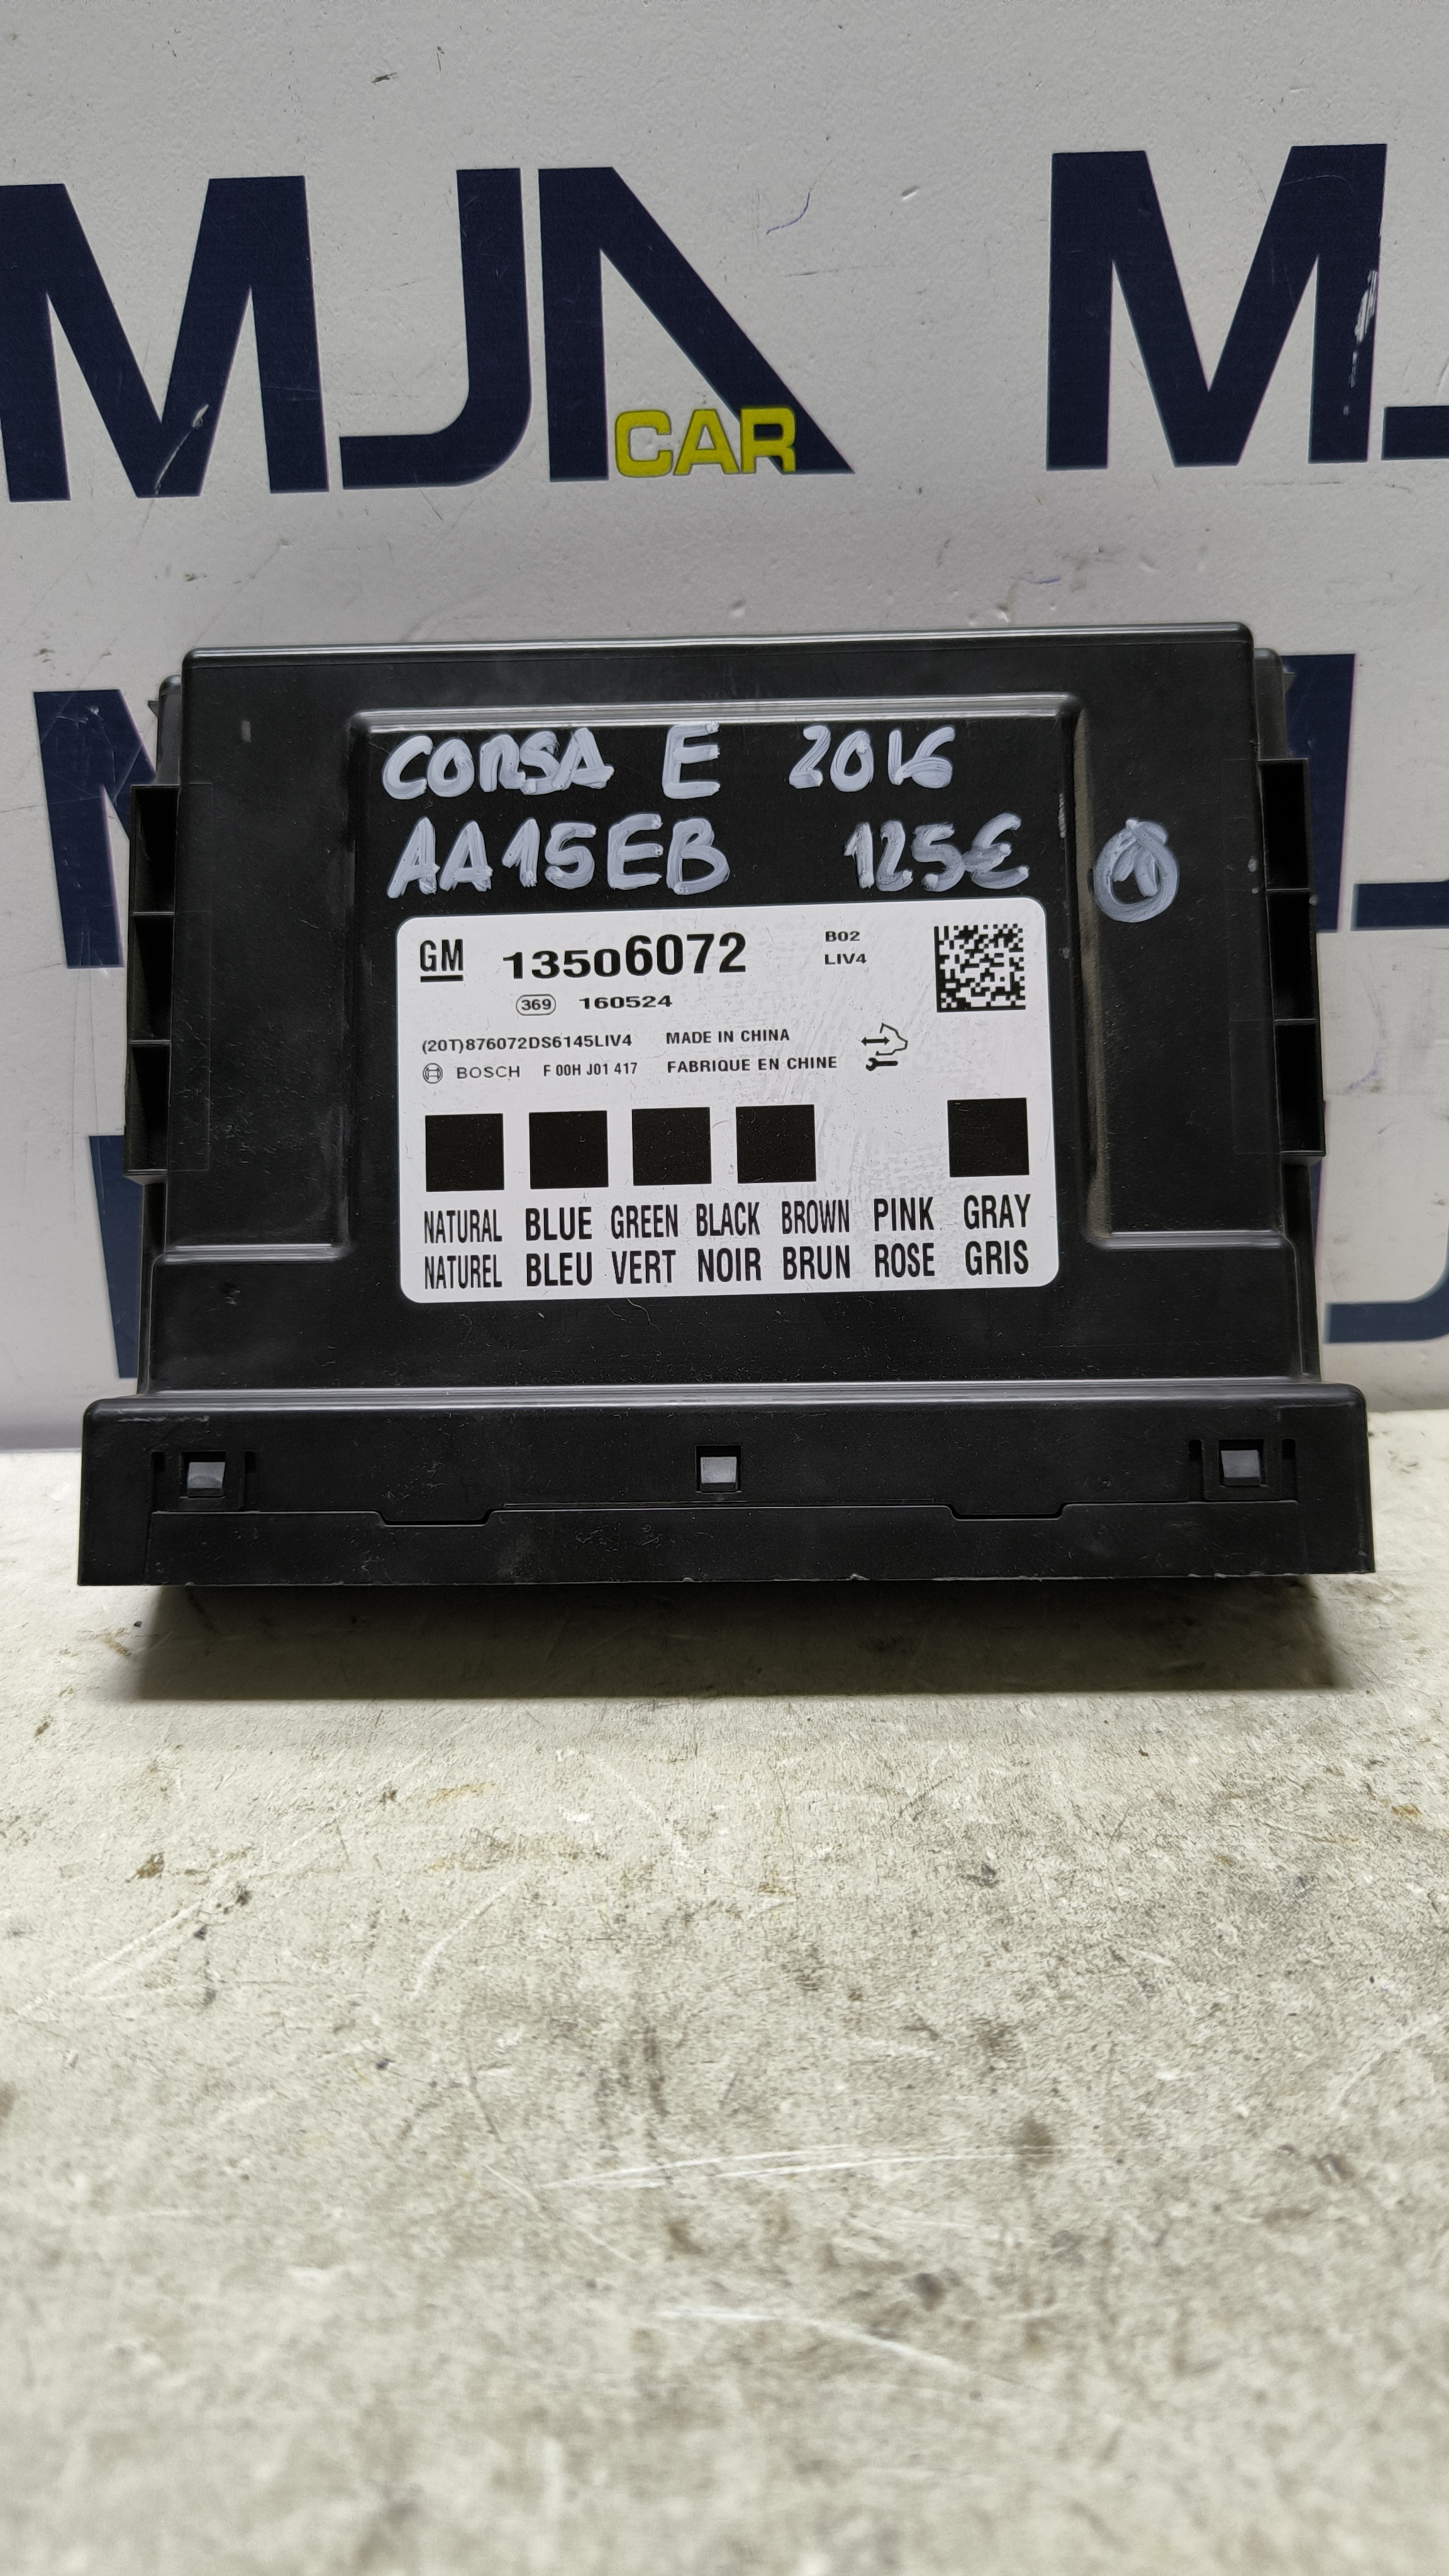 MJA
CAR
M
CORSA E 2016
AA15EB 125€
1
GM 13506072
B02
LIV4
369 160524
(20T)876072DS6145LIV4 MADE IN CHINA
BOSCH F 00H J01 417 FABRIQUE EN CHINE
NATURAL BLUE GREEN BLACK BROWN PINK GRAY
NATUREL BLEU VERT NOIR BRUN ROSE GRIS